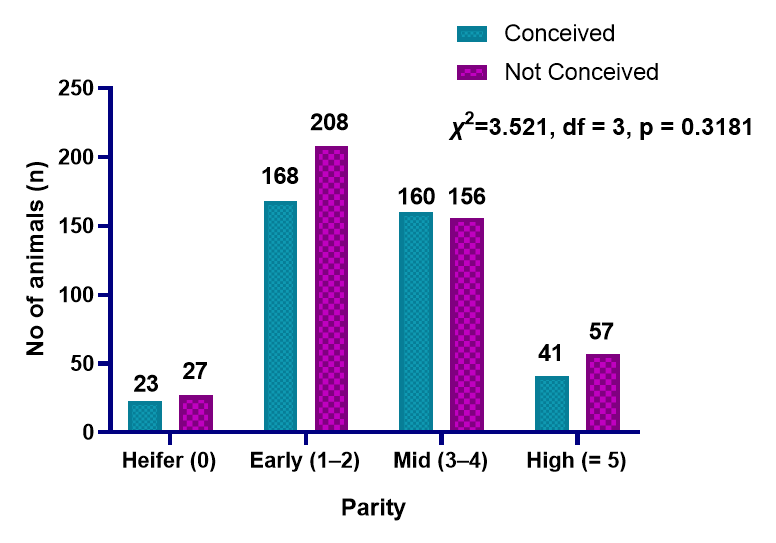 Conceived
Not Conceived
χ²=3.521, df = 3, p = 0.3181
No of animals (n)
250
200
150
100
50
0
23
27
168
208
160
156
41
57
Heifer (0)
Early (1–2)
Mid (3–4)
High (= 5)
Parity